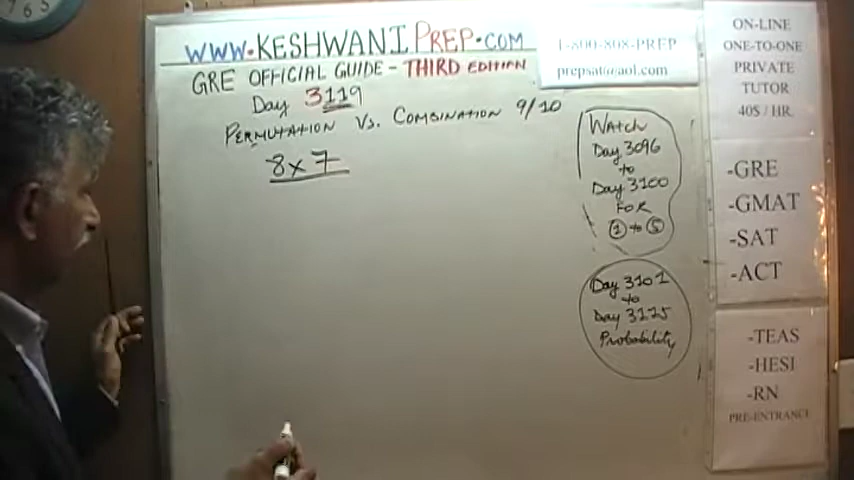 WWW.KESHWANIPREP.COM
GRE OFFICIAL GUIDE - THIRD EDITION
Day 3119
PERMUTATION VS. COMBINATION 9/10
8 x 7
1-800-808-PREP
prepsat@aol.com
WATCH
Day 3096
to
Day 3100
FOR
1 to 5
Day 3101
to
Day 3125
Probability
ON-LINE
ONE-TO-ONE
PRIVATE
TUTOR
40$ / HR.
-GRE
-GMAT
-SAT
-ACT
-TEAS
-HESI
-RN
PRE-ENTRANCE
7
6
5